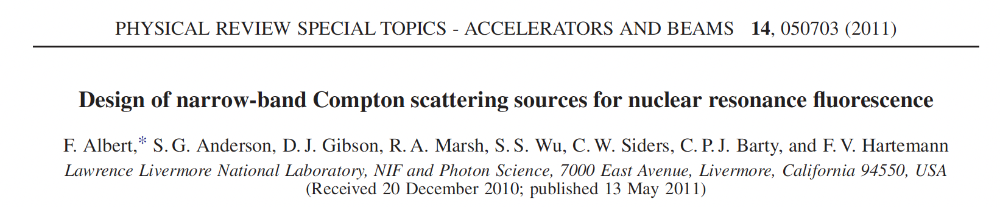 PHYSICAL REVIEW SPECIAL TOPICS - ACCELERATORS AND BEAMS 14, 050703 (2011)
Design of narrow-band Compton scattering sources for nuclear resonance fluorescence
F. Albert,* S. G. Anderson, D. J. Gibson, R. A. Marsh, S. S. Wu, C. W. Siders, C. P. J. Barty, and F. V. Hartemann
Lawrence Livermore National Laboratory, NIF and Photon Science, 7000 East Avenue, Livermore, California 94550, USA
(Received 20 December 2010; published 13 May 2011)